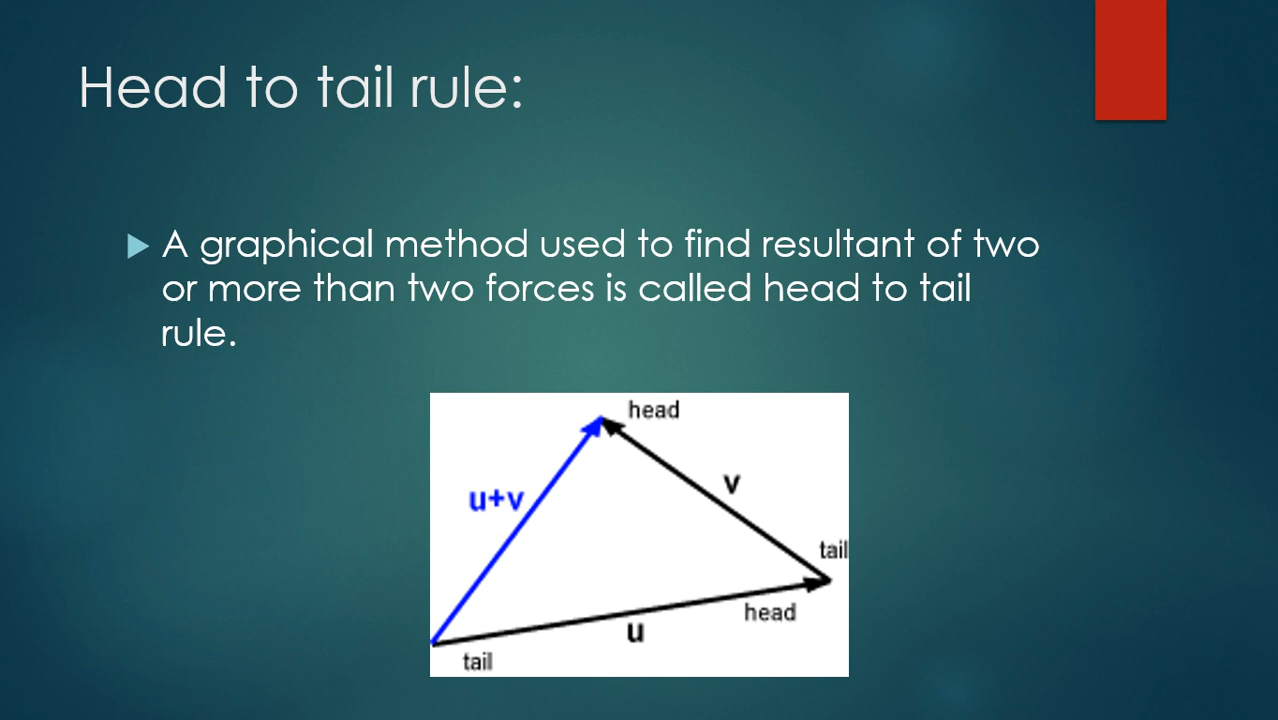 Head to tail rule:
A graphical method used to find resultant of two
or more than two forces is called head to tail
rule.
head
v
u+v
tail
head
u
tail